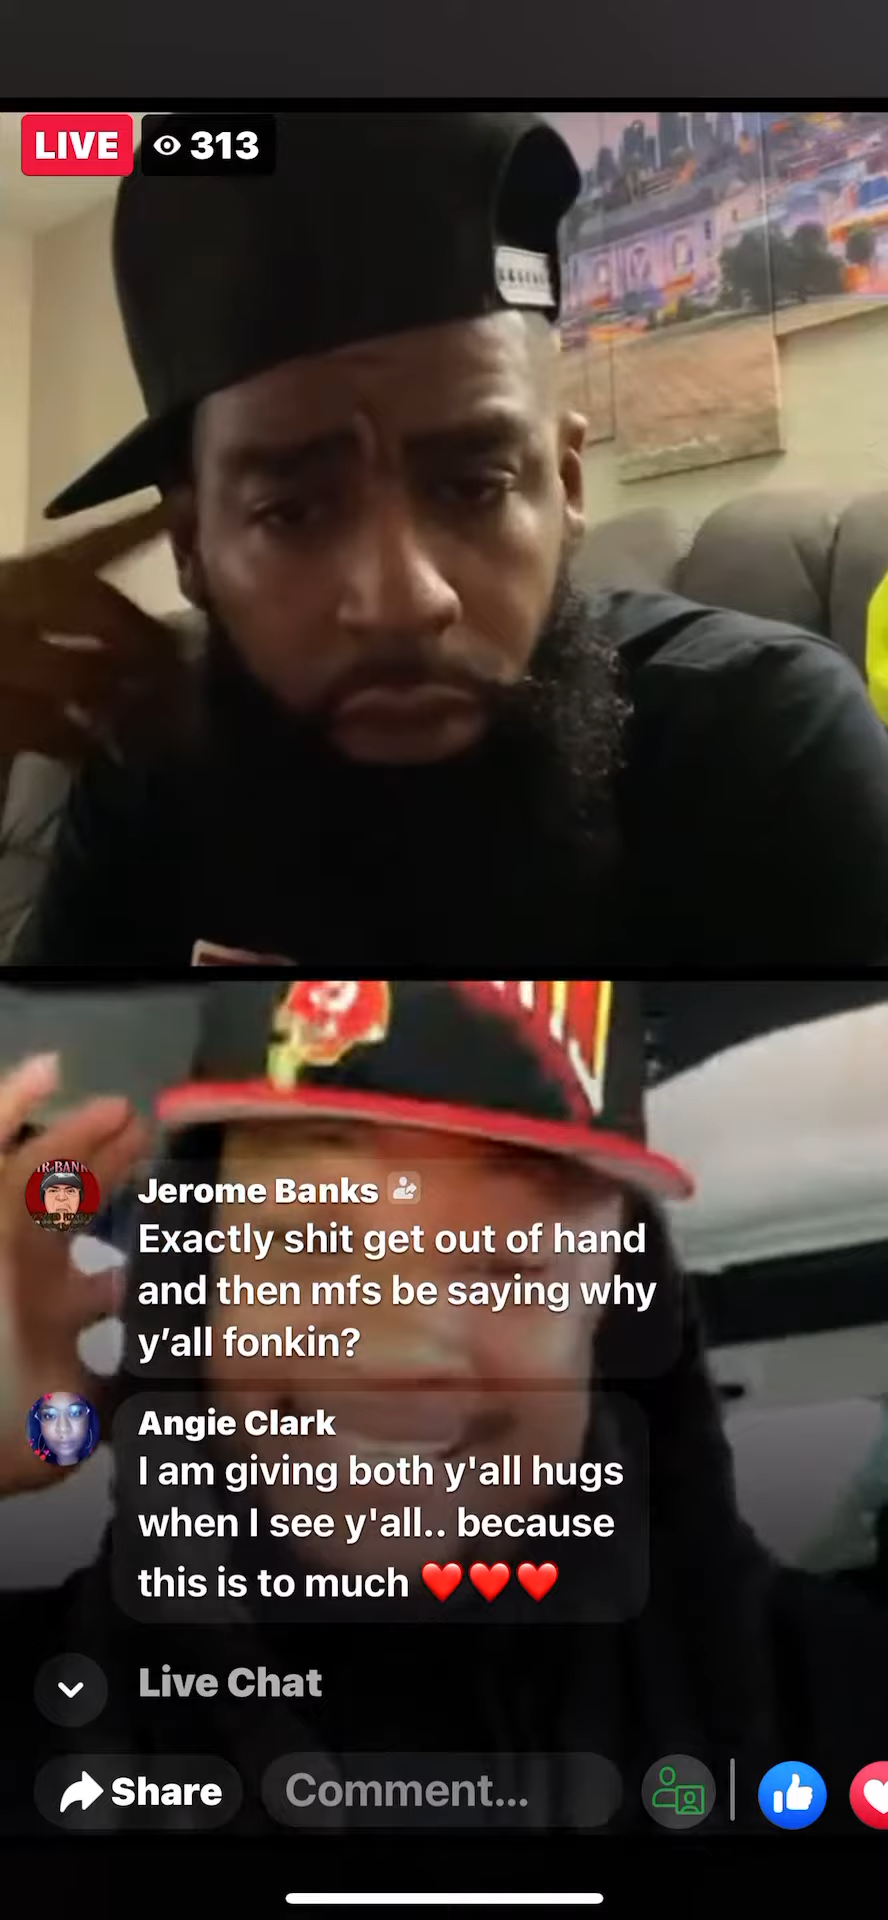 LIVE 313
Jerome Banks
Exactly shit get out of hand
and then mfs be saying why
y’all fonkin?
Angie Clark
I am giving both y'all hugs
when I see y'all.. because
this is to much ❤️❤️❤️
Live Chat
Share Comment...